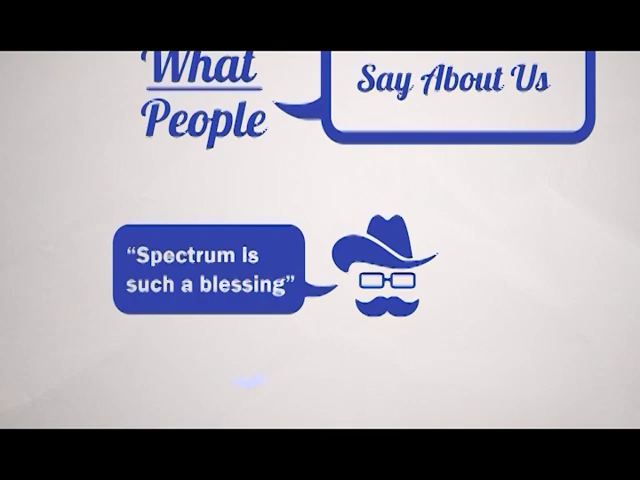 What
People
Say About Us
“Spectrum is
such a blessing”